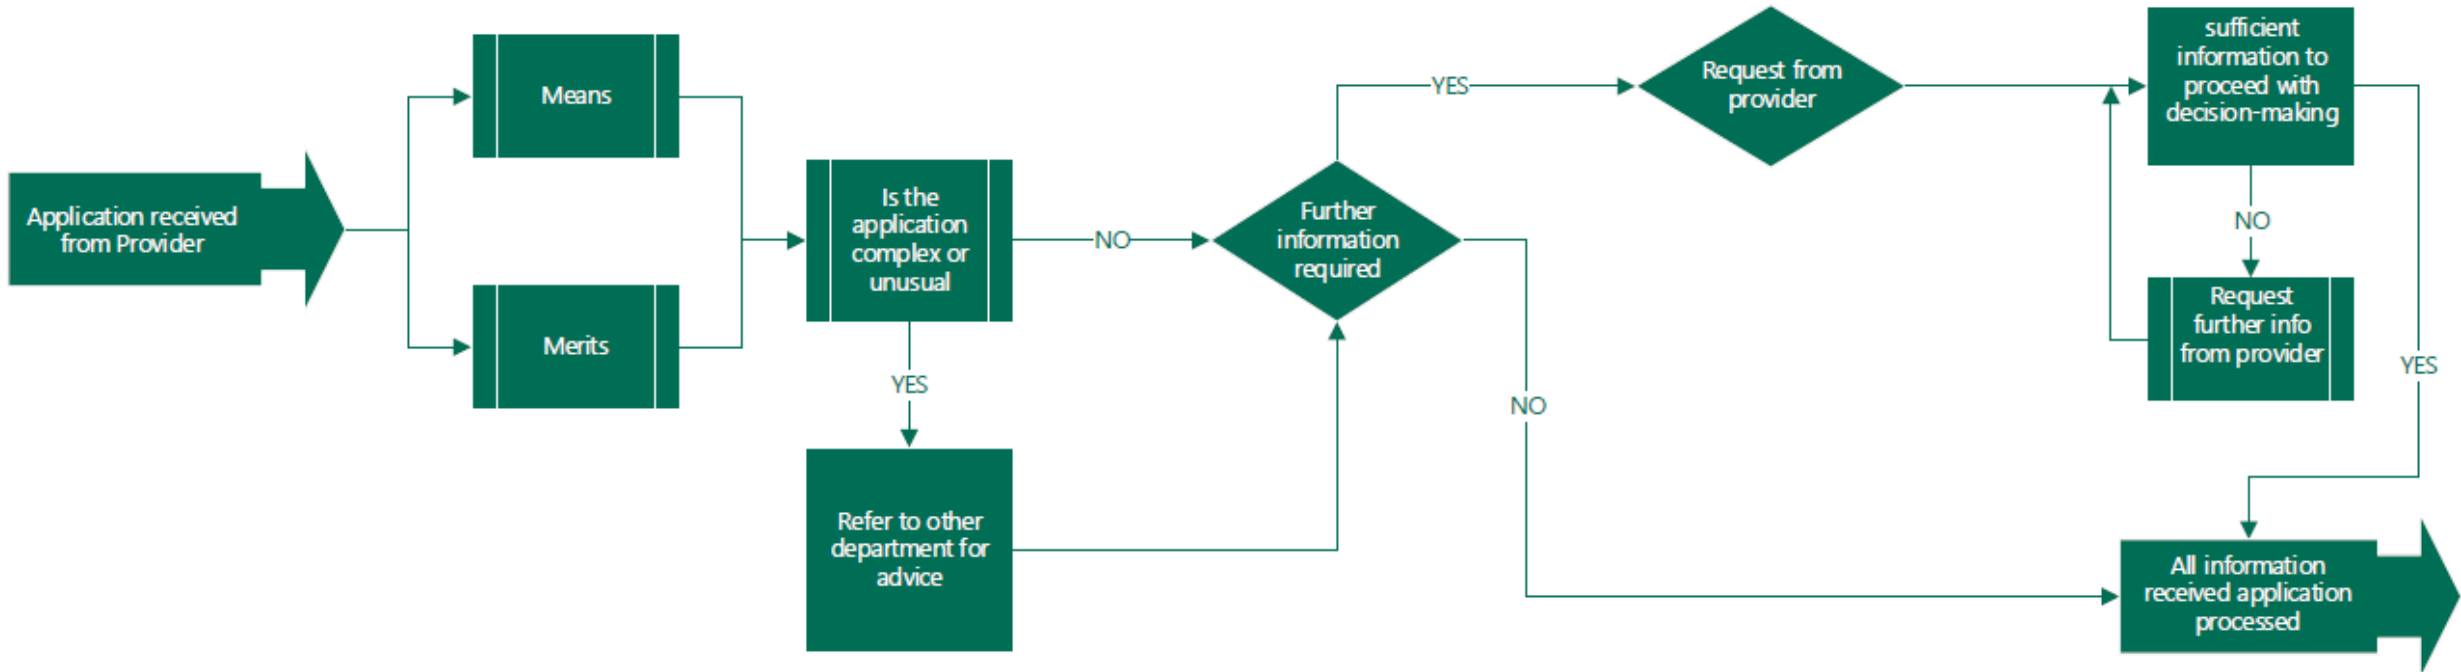 Application received
from Provider
Means
Merits
Is the
application
complex or
unusual
YES
Refer to other
department for
advice
NO
Further
information
required
YES
Request from
provider
NO
sufficient
information to
proceed with
decision-making
NO
Request
further info
from provider
YES
All information
received application
processed